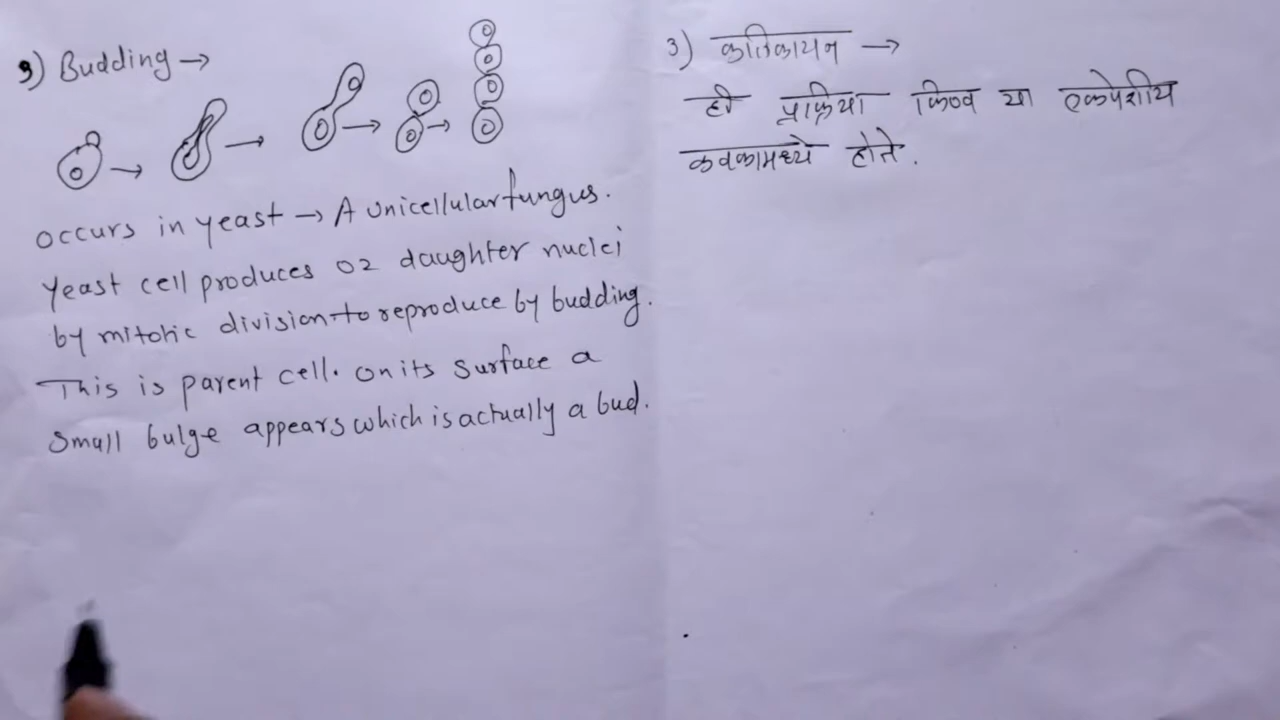 3) Budding →
occurs in yeast → A unicellular fungus.
Yeast cell produces 02 daughter nuclei
by mitotic division to reproduce by budding.
This is parent cell. on its surface a
small bulge appears which is actually a bud.
3) कलिकायन →
ही प्रक्रिया किण्व या एकपेशीय
कवकामध्ये होते.